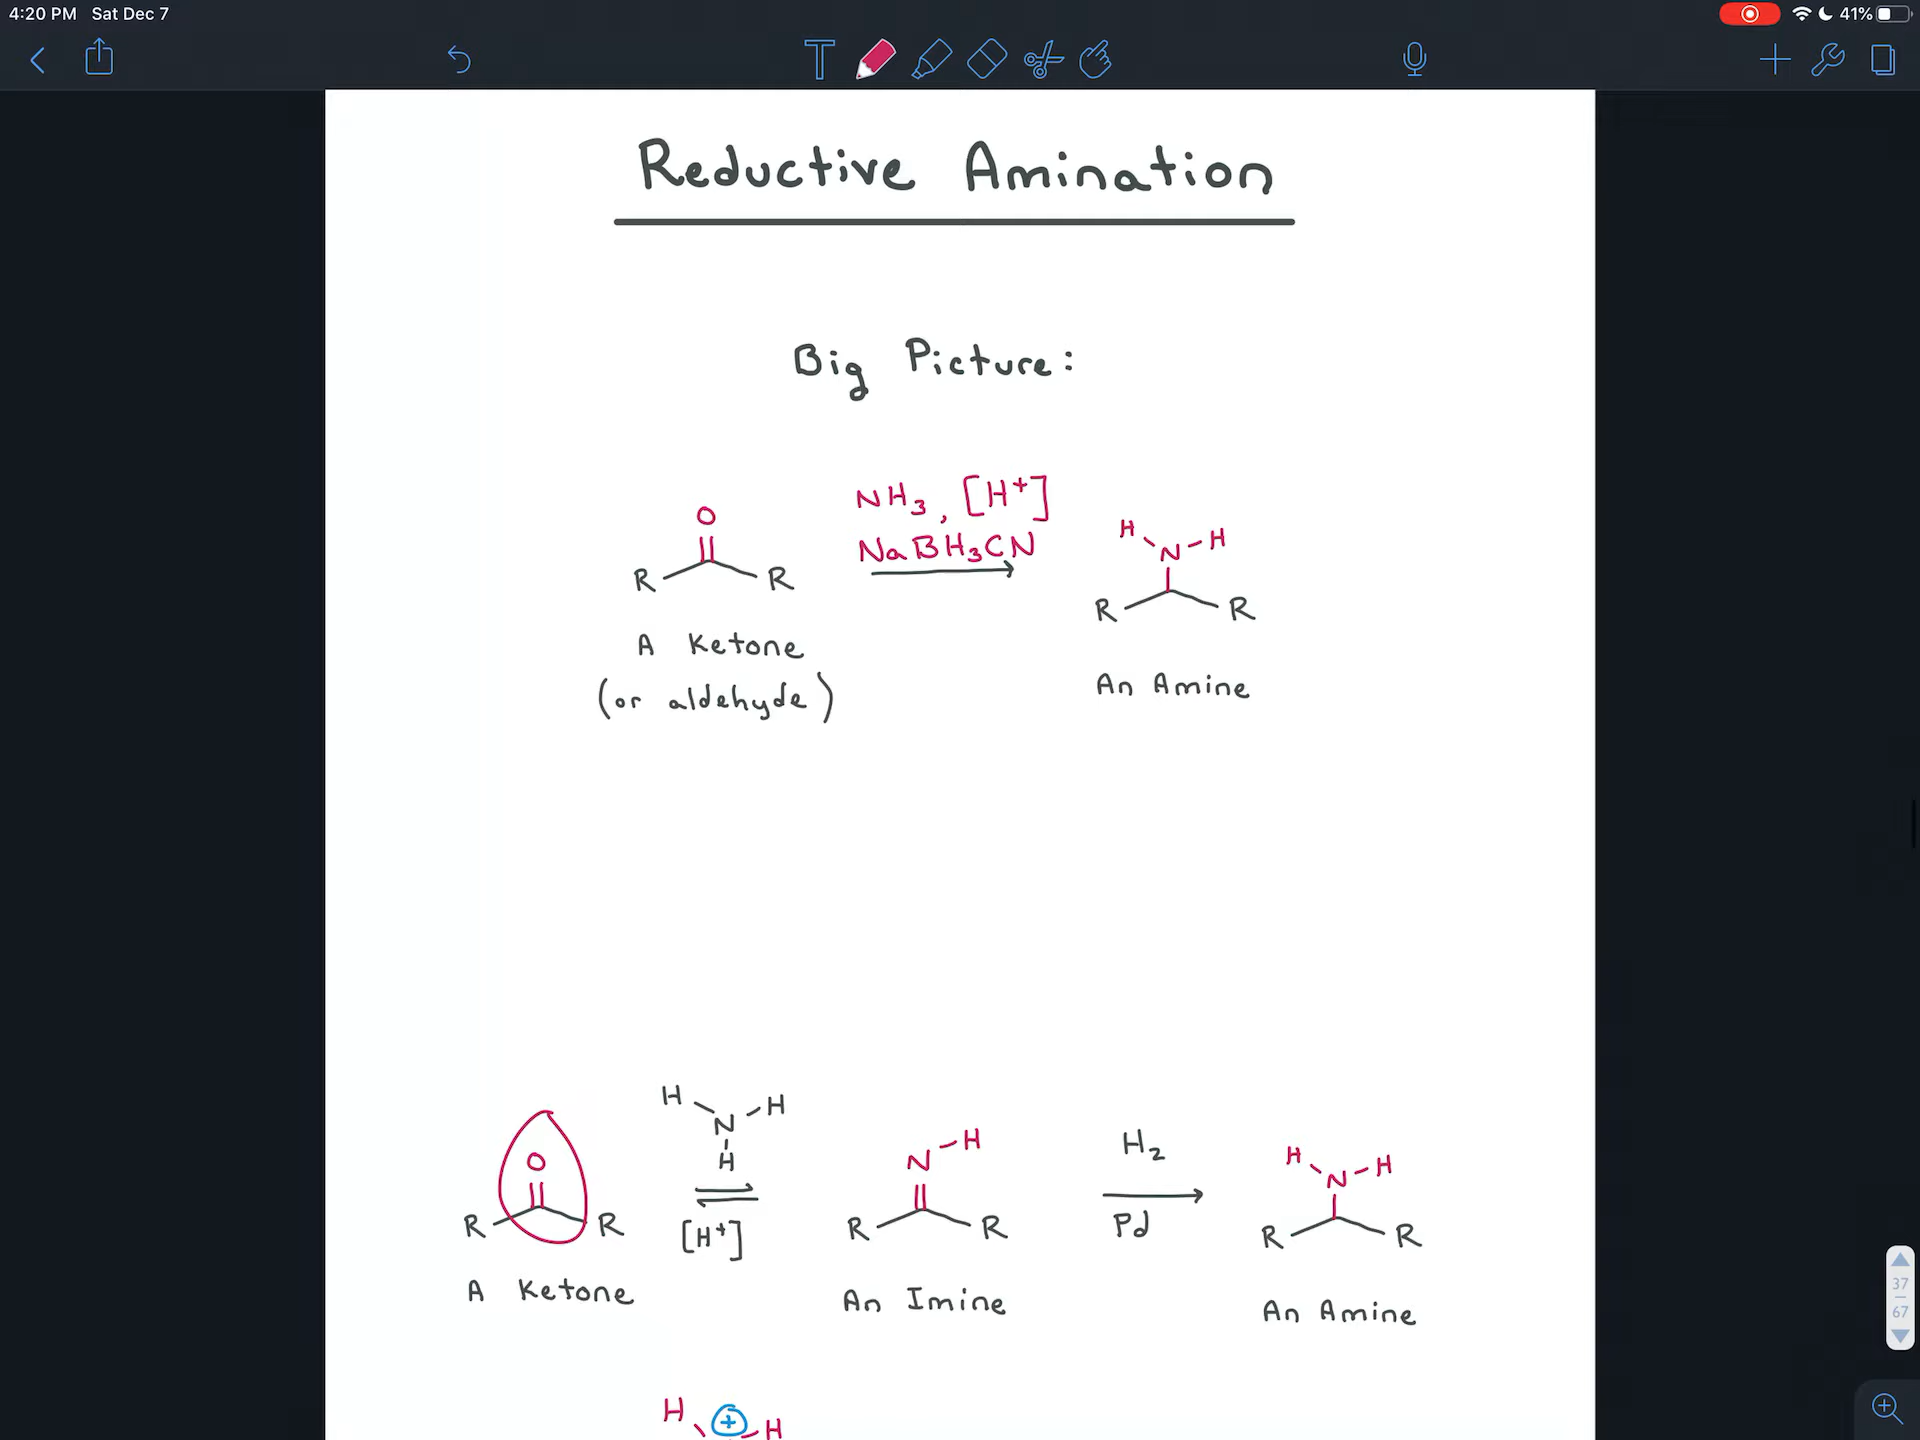 4:20 PM Sat Dec 7
41%
Reductive Amination
Big Picture:
NH₃, [H⁺]
NaBH₃CN
O
R R
H N H
R R
A Ketone
(or aldehyde)
An Amine
H N H
H
[H⁺]
O
R R
N H
R R
H₂
Pd
H N H
R R
A Ketone
An Imine
An Amine
H + H
37
67